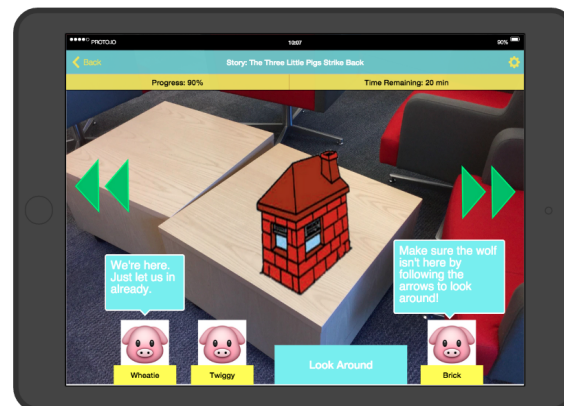 PROTO.IO
10:07
90%
Back
Story: The Three Little Pigs Strike Back
Progress: 90%
Time Remaining: 20 min
We're here.
Just let us in
already.
Make sure the wolf
isn't here by
following the
arrows to look
around!
Look Around
Wheatie
Twiggy
Brick